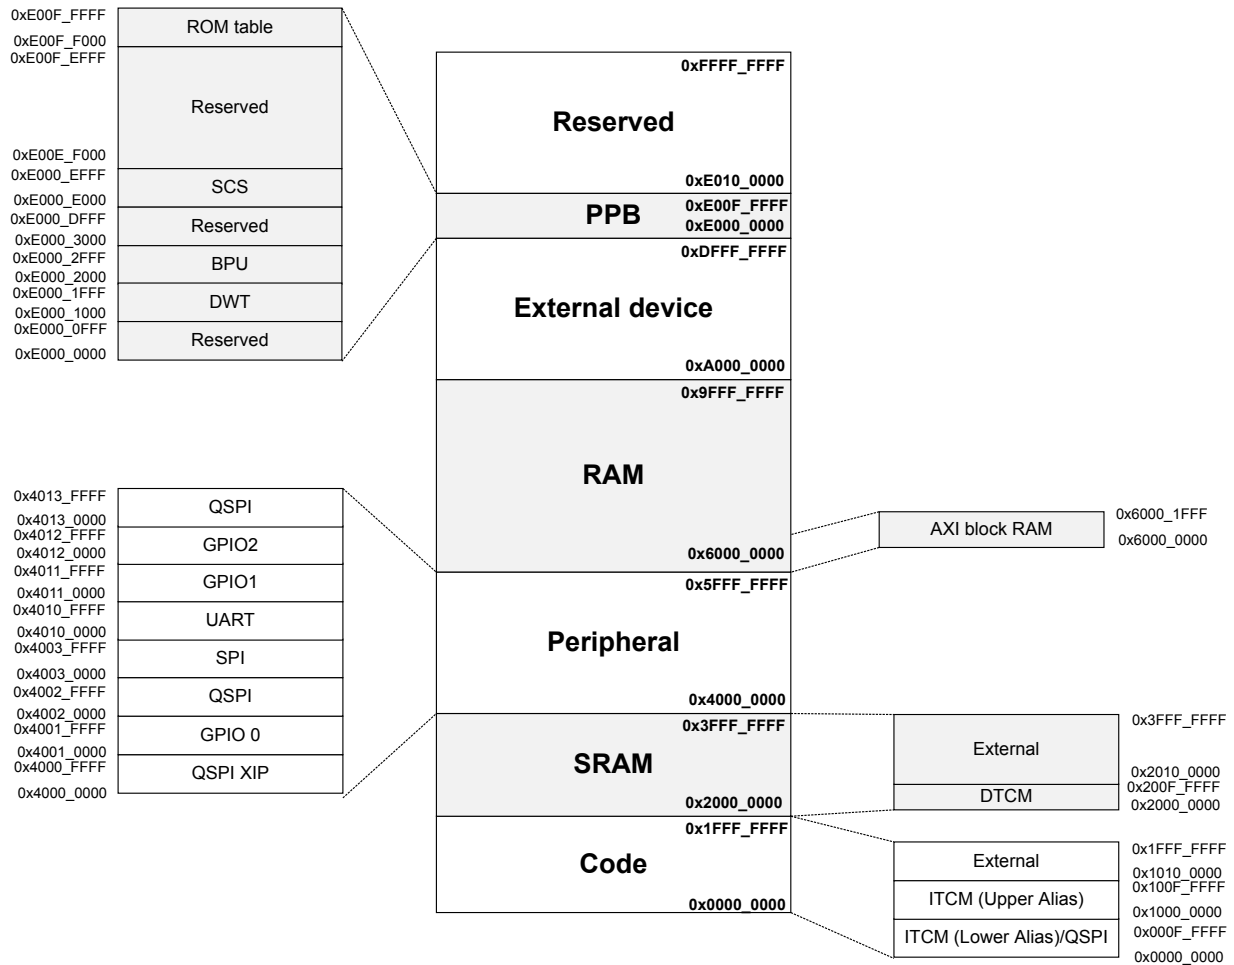 0xE00F_FFFF
ROM table
0xE00F_F000
0xE00F_EFFF
Reserved
0xE00E_F000
0xE000_EFFF
SCS
0xE000_E000
0xE000_DFFF
Reserved
0xE000_3000
0xE000_2FFF
BPU
0xE000_2000
0xE000_1FFF
DWT
0xE000_1000
0xE000_0FFF
Reserved
0xE000_0000
0x4013_FFFF
QSPI
0x4013_0000
0x4012_FFFF
GPIO2
0x4012_0000
0x4011_FFFF
GPIO1
0x4011_0000
0x4010_FFFF
UART
0x4010_0000
0x4003_FFFF
SPI
0x4003_0000
0x4002_FFFF
QSPI
0x4002_0000
0x4001_FFFF
GPIO 0
0x4001_0000
0x4000_FFFF
QSPI XIP
0x4000_0000
0xFFFF_FFFF
Reserved
0xE010_0000
PPB
0xE00F_FFFF
0xE000_0000
0xDFFF_FFFF
External device
0xA000_0000
0x9FFF_FFFF
RAM
0x6000_0000
0x5FFF_FFFF
Peripheral
0x4000_0000
0x3FFF_FFFF
SRAM
0x2000_0000
0x1FFF_FFFF
Code
0x0000_0000
AXI block RAM
0x6000_1FFF
0x6000_0000
0x3FFF_FFFF
External
0x2010_0000
0x200F_FFFF
DTCM
0x2000_0000
0x1FFF_FFFF
External
0x1010_0000
0x100F_FFFF
ITCM (Upper Alias)
0x1000_0000
0x000F_FFFF
ITCM (Lower Alias)/QSPI
0x0000_0000